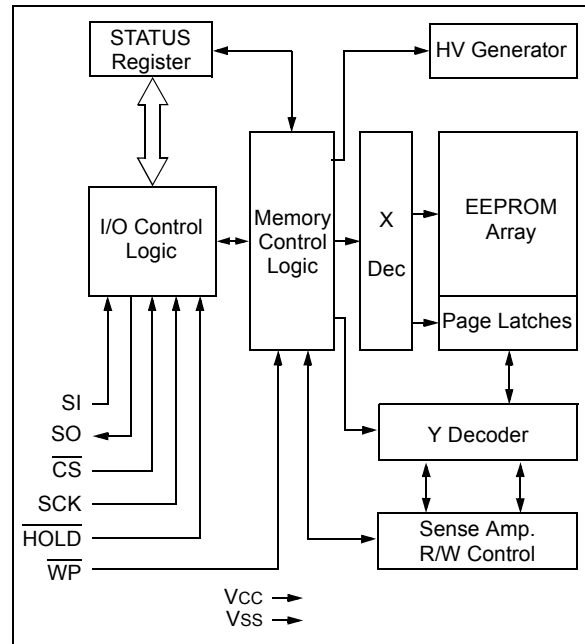 STATUS
Register
HV Generator
I/O Control
Logic
Memory
Control
Logic
X
Dec
EEPROM
Array
Page Latches
SI
SO
CS
SCK
HOLD
WP
Y Decoder
Sense Amp.
R/W Control
VCC
VSS